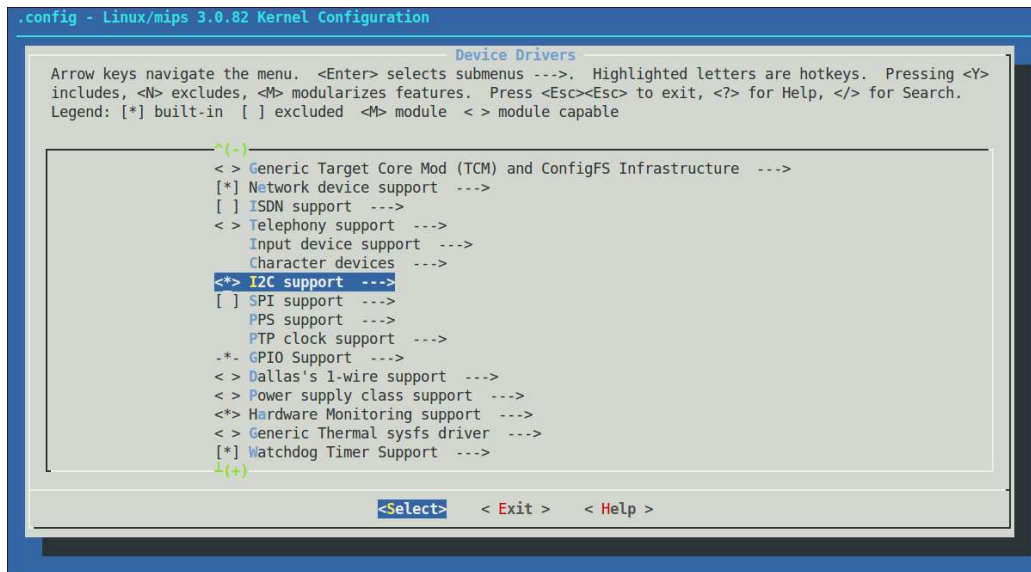 .config - Linux/mips 3.0.82 Kernel Configuration
Device Drivers
Arrow keys navigate the menu.  <Enter> selects submenus --->.  Highlighted letters are hotkeys.  Pressing <Y>
includes, <N> excludes, <M> modularizes features.  Press <Esc><Esc> to exit, <?> for Help, </> for Search.
Legend: [*] built-in  [ ] excluded  <M> module  < > module capable
^(-)
< > Generic Target Core Mod (TCM) and ConfigFS Infrastructure  --->
[*] Network device support  --->
[ ] ISDN support  --->
< > Telephony support  --->
Input device support  --->
Character devices  --->
<*> I2C support  --->
[ ] SPI support  --->
PPS support  --->
PTP clock support  --->
-*- GPIO Support  --->
< > Dallas's 1-wire support  --->
< > Power supply class support  --->
<*> Hardware Monitoring support  --->
< > Generic Thermal sysfs driver  --->
[*] Watchdog Timer Support  --->
┴(+)
<Select>    < Exit >    < Help >